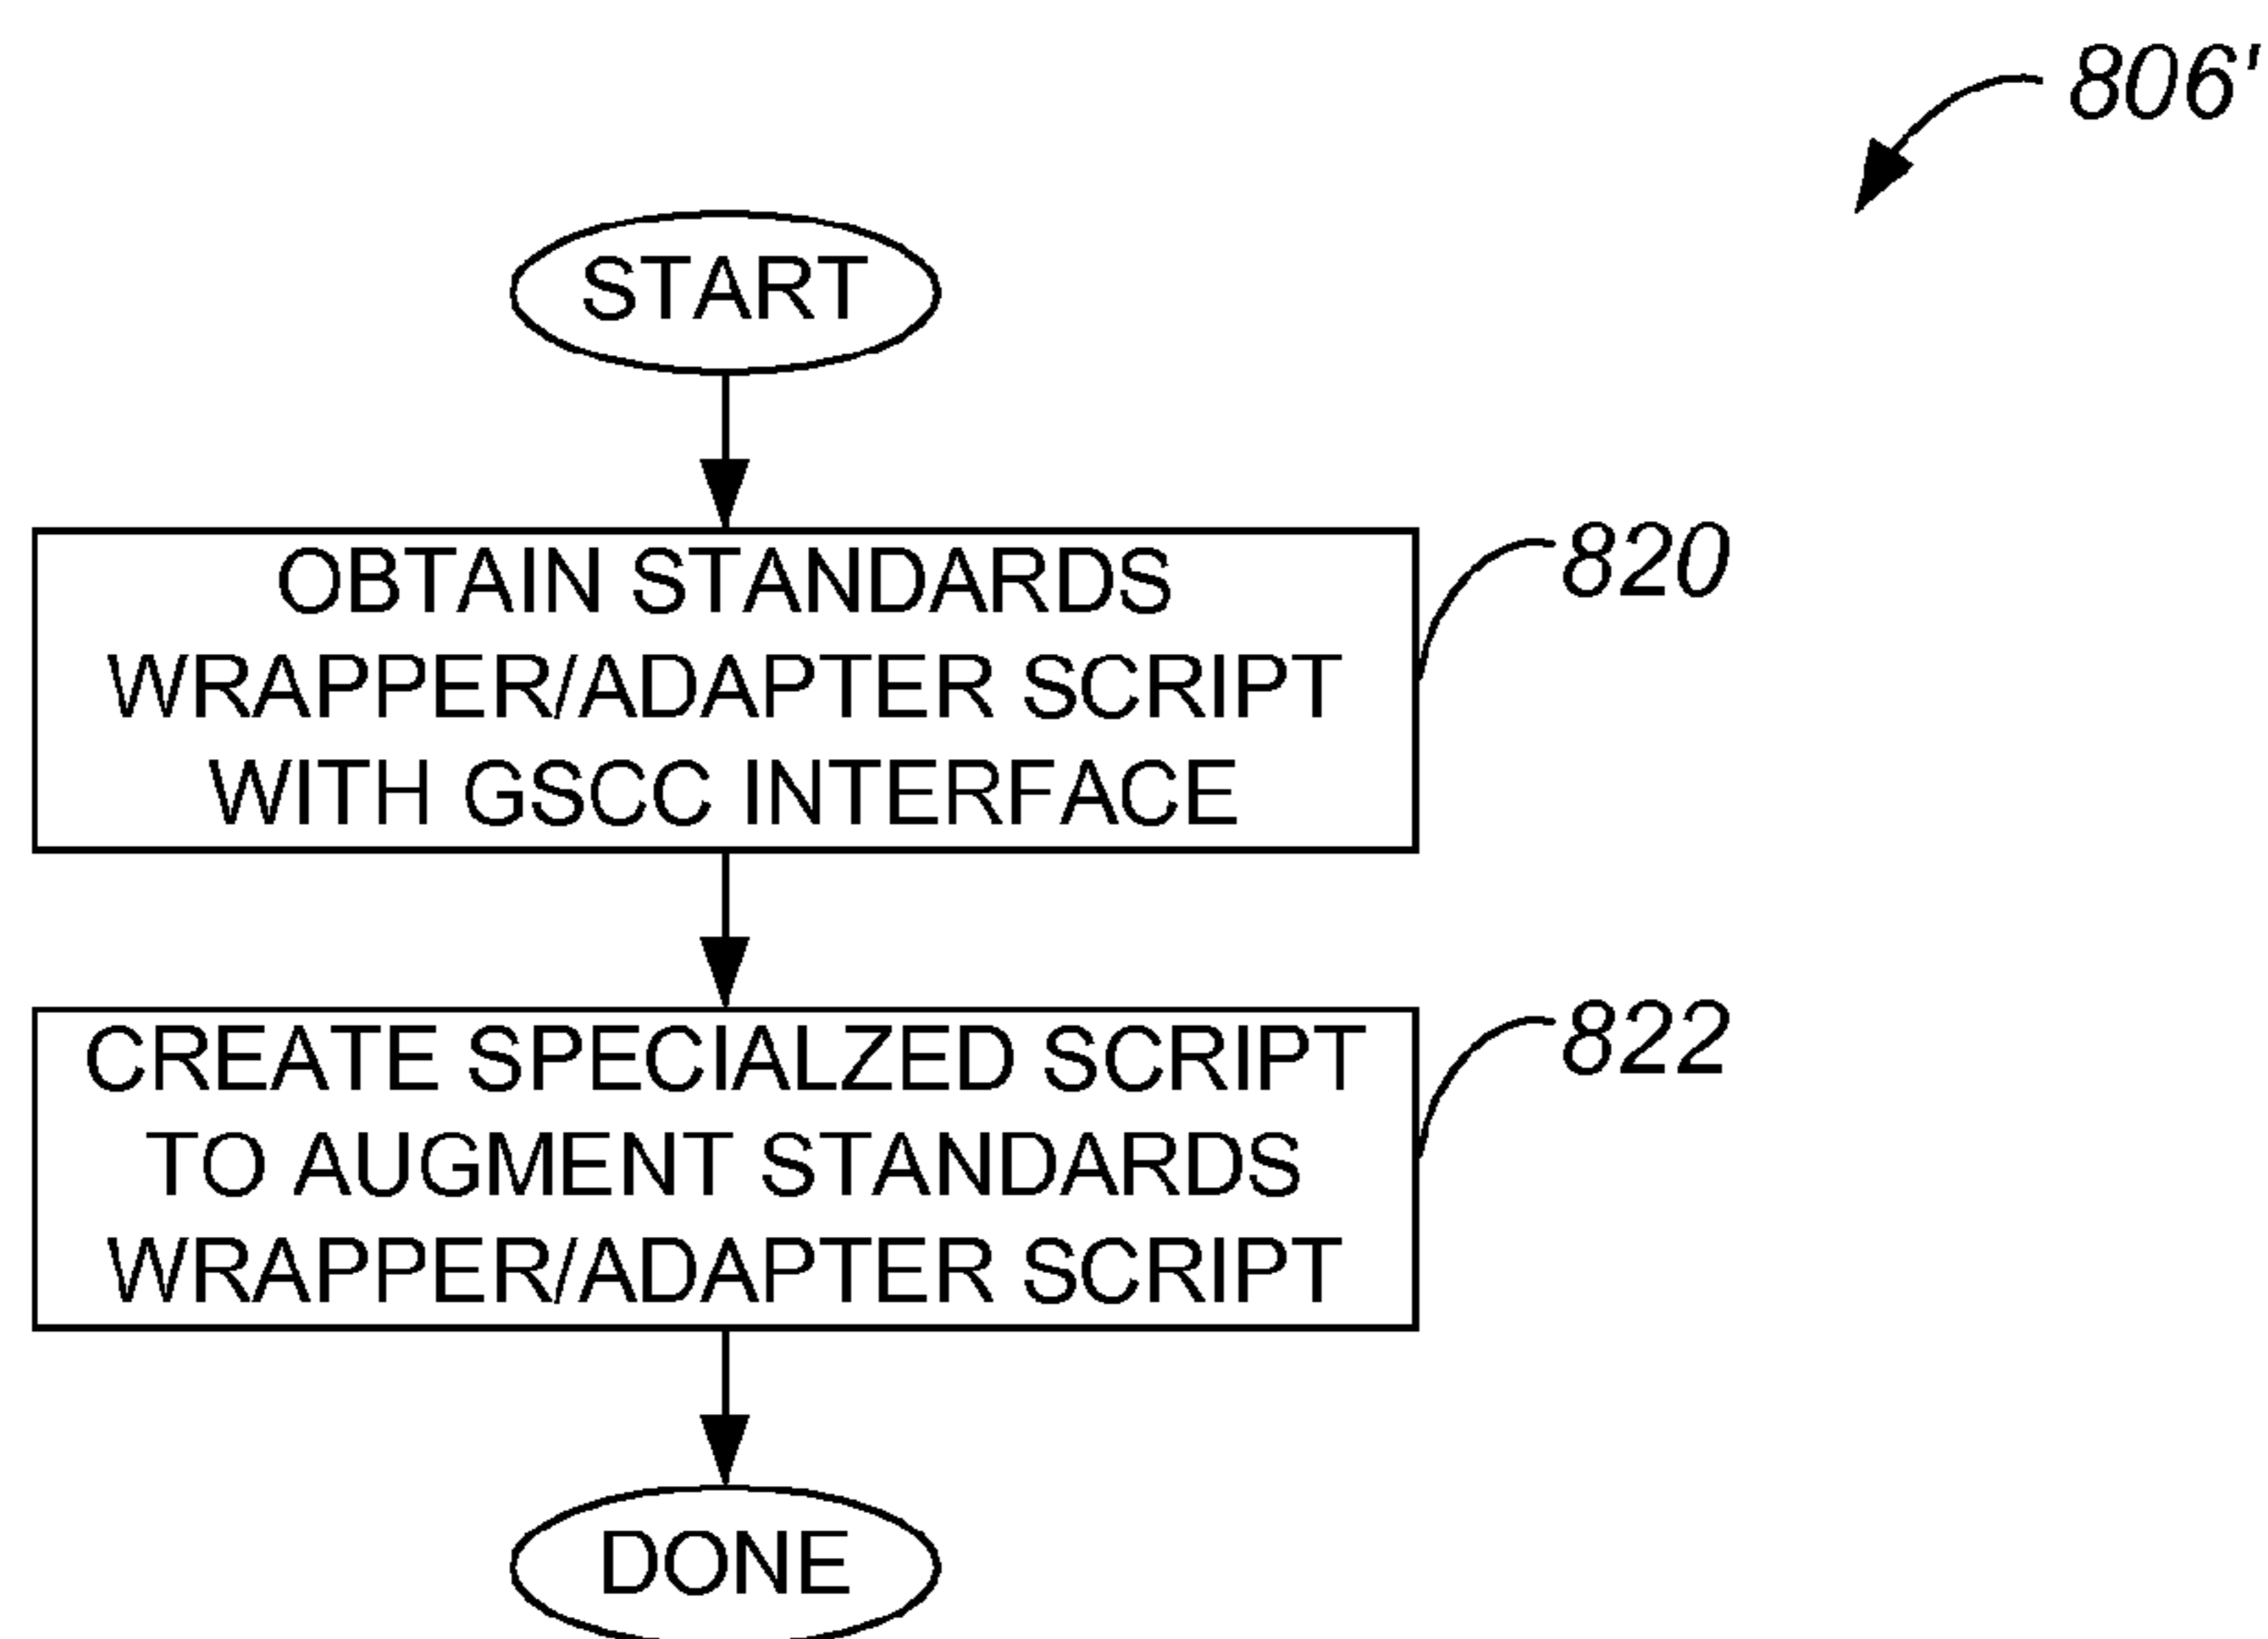 806'
START
OBTAIN STANDARDS
WRAPPER/ADAPTER SCRIPT
WITH GSCC INTERFACE
820
CREATE SPECIALZED SCRIPT
TO AUGMENT STANDARDS
WRAPPER/ADAPTER SCRIPT
822
DONE